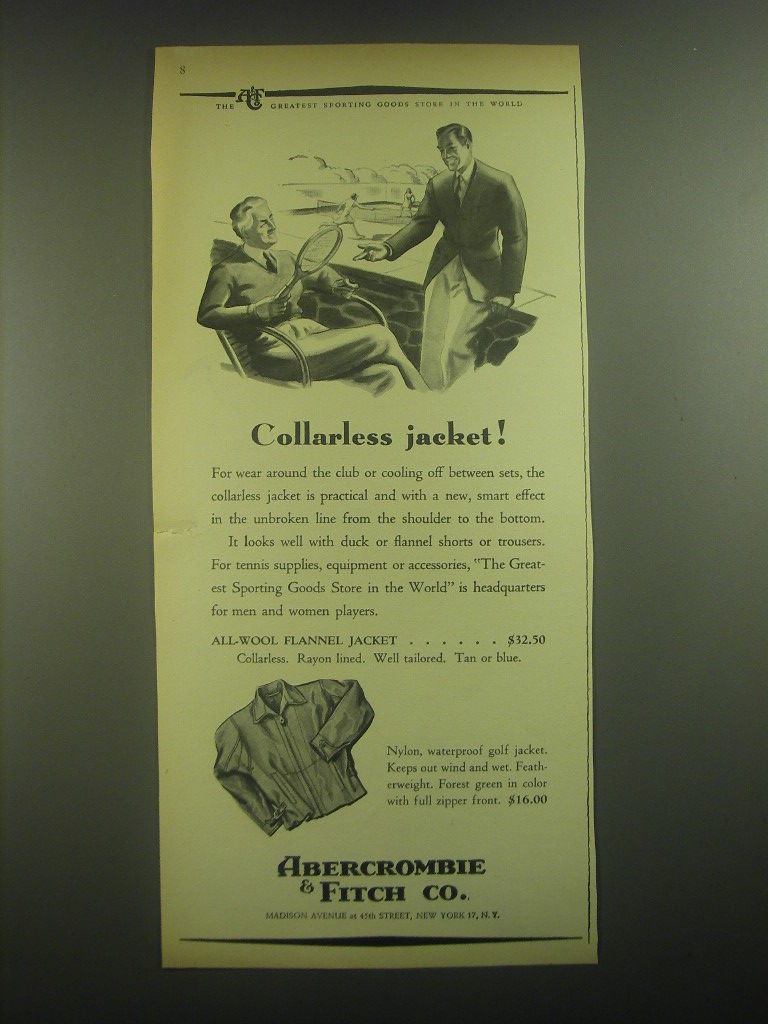 8
THE A&F GREATEST SPORTING GOODS STORE IN THE WORLD
Collarless jacket!
For wear around the club or cooling off between sets, the
collarless jacket is practical and with a new, smart effect
in the unbroken line from the shoulder to the bottom.
It looks well with duck or flannel shorts or trousers.
For tennis supplies, equipment or accessories, "The Great-
est Sporting Goods Store in the World" is headquarters
for men and women players.
ALL-WOOL FLANNEL JACKET . . . . . . $32.50
Collarless. Rayon lined. Well tailored. Tan or blue.
Nylon, waterproof golf jacket.
Keeps out wind and wet. Feath-
erweight. Forest green in color
with full zipper front. $16.00
ABERCROMBIE
& FITCH CO.
MADISON AVENUE at 45th STREET, NEW YORK 17, N. Y.